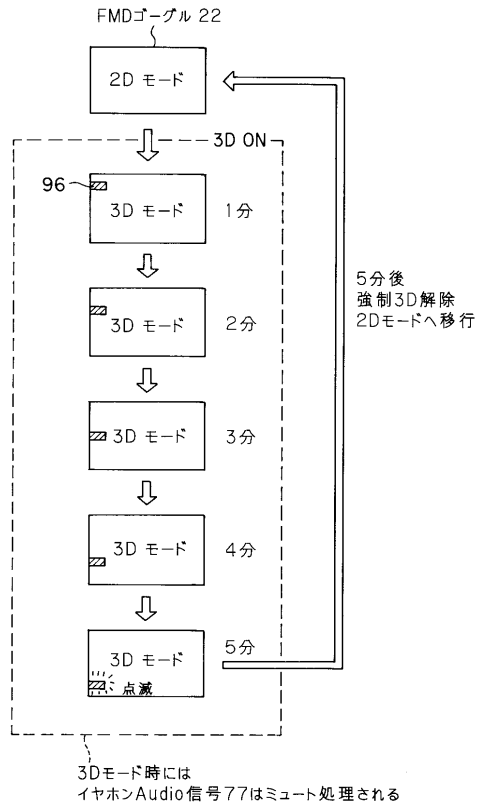 FMDゴーグル 22
2D モード
3D ON
96
3D モード 1分
3D モード 2分
3D モード 3分
3D モード 4分
3D モード 5分
点滅
5分後
強制3D解除
2Dモードへ移行
3Dモード時には
イヤホンAudio信号77はミュート処理される